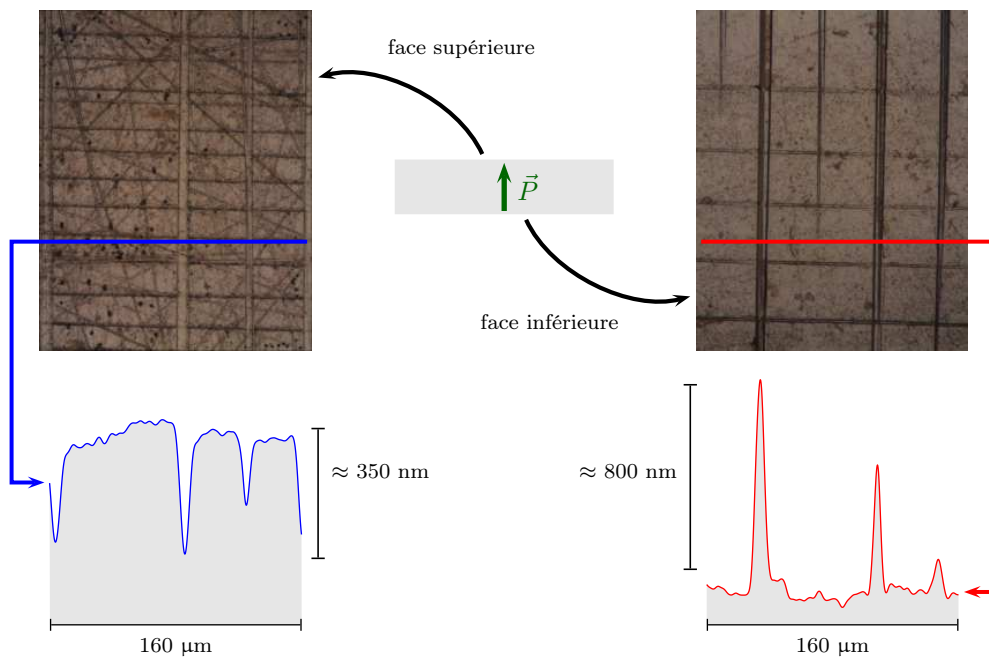 face supérieure
P⃗
face inférieure
≈ 350 nm
≈ 800 nm
160 µm
160 µm